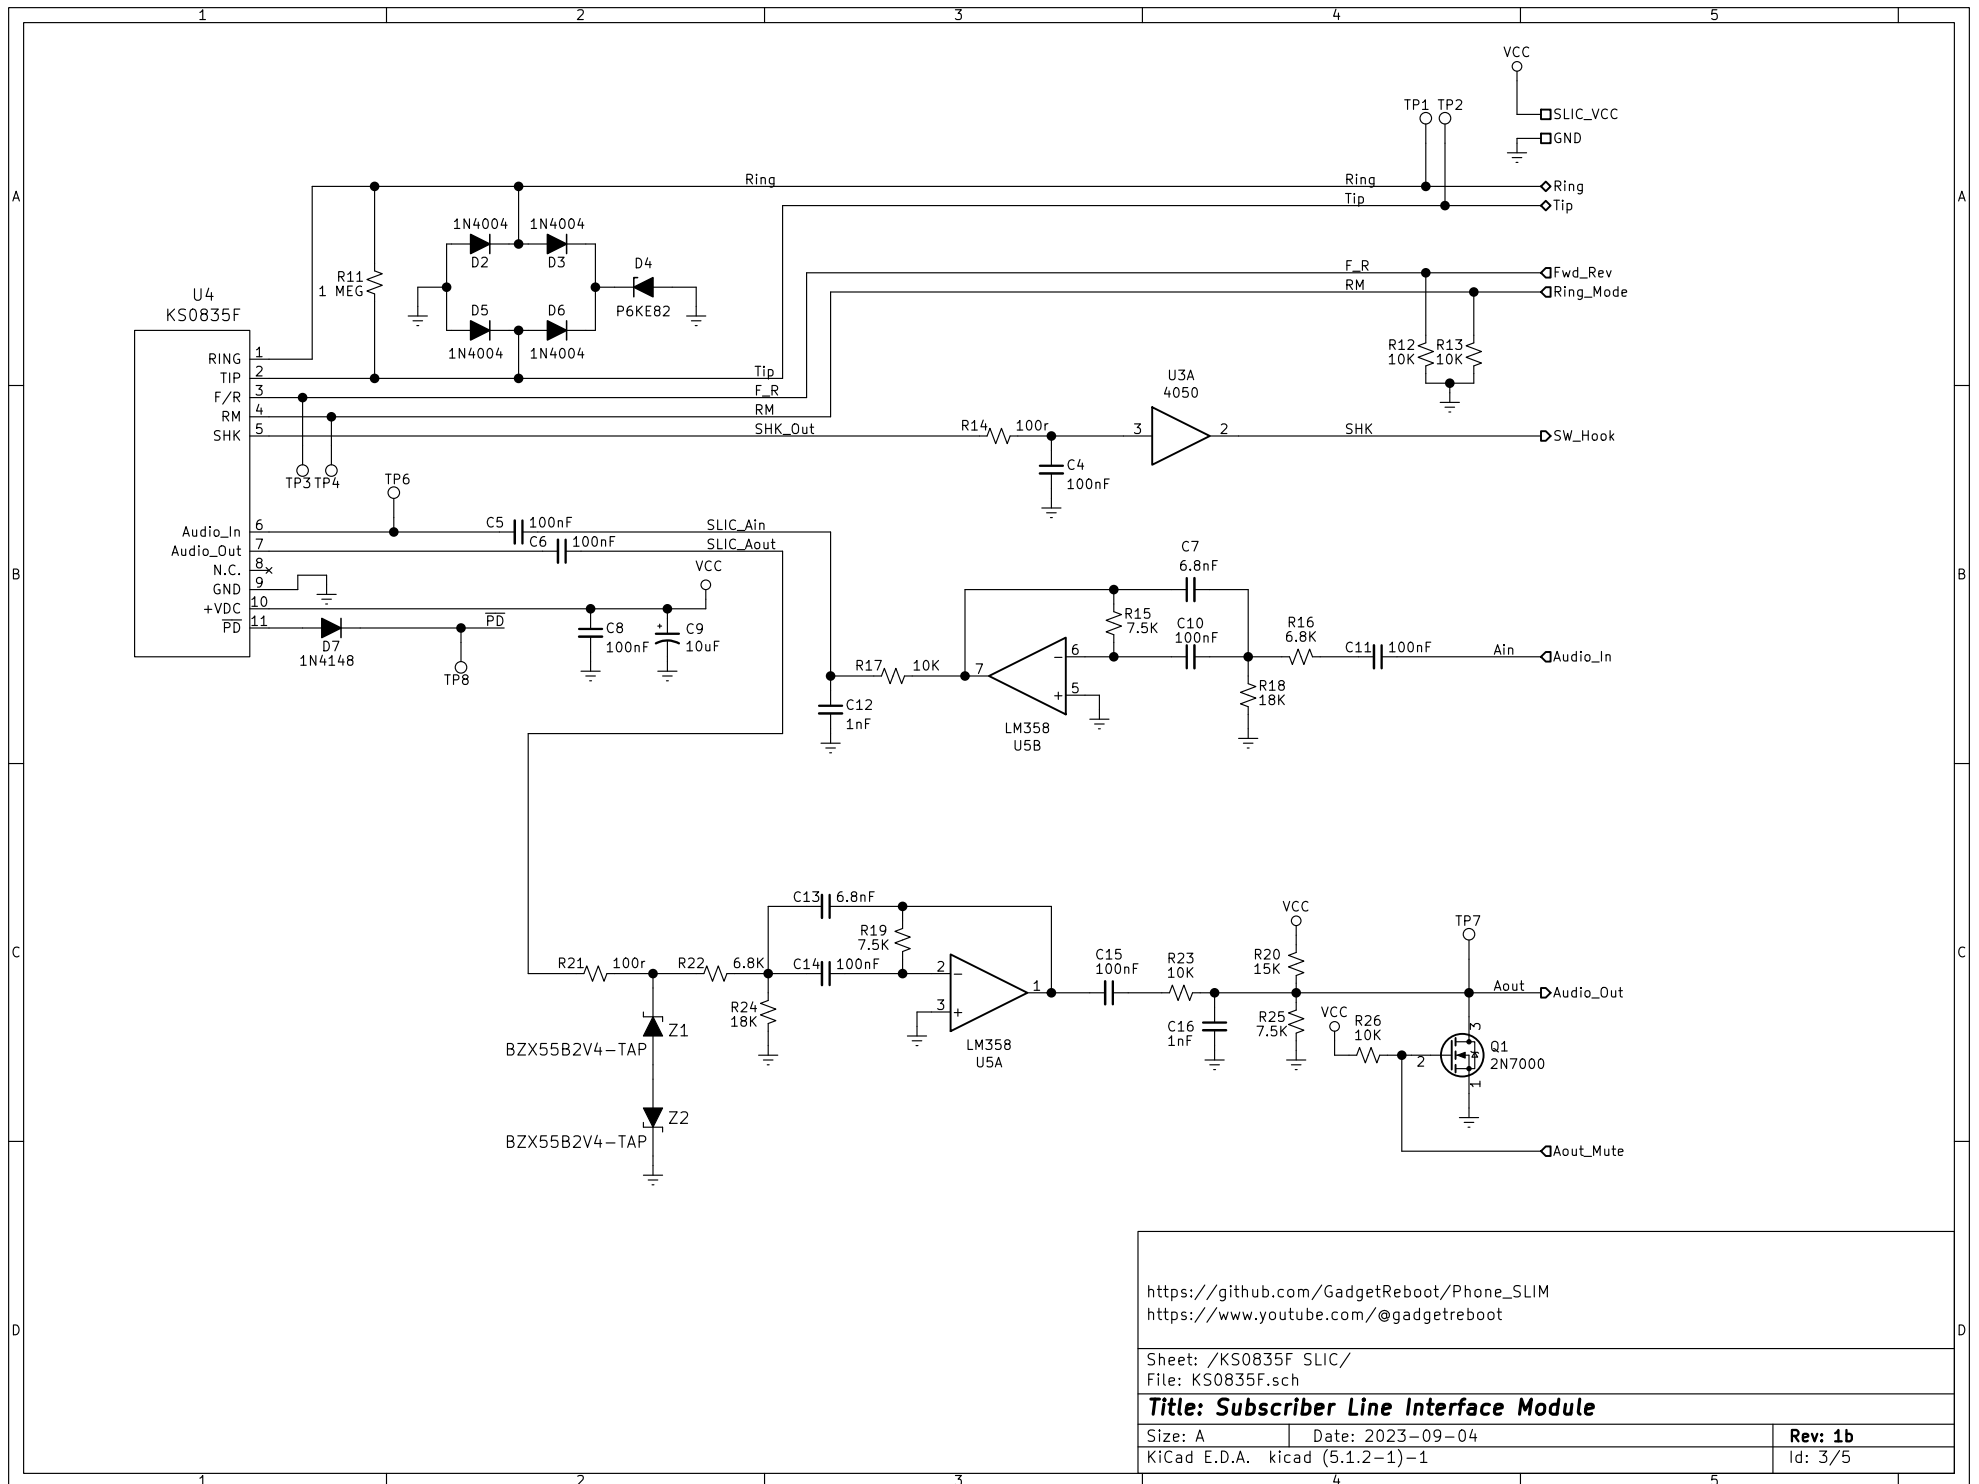 1 2 3 4 5
A
A
B
B
C
C
D
D
VCC
TP1 TP2
SLIC_VCC
GND
Ring Ring Ring
Tip Tip
1N4004 1N4004
D2 D3
R11
1 MEG
D4
P6KE82
D5 D6
1N4004 1N4004
F_R Fwd_Rev
RM Ring_Mode
R12 R13
10K 10K
U4
KS0835F
RING 1
TIP 2 Tip
F/R 3 F_R
RM 4 RM
SHK 5 SHK_Out
R14 100r
U3A
4050
3 2 SHK SW_Hook
C4
100nF
TP3 TP4
TP6
Audio_In 6 C5 100nF SLIC_Ain
Audio_Out 7 C6 100nF SLIC_Aout
N.C. 8
GND 9
+VDC 10
PD 11 PD
VCC
D7
1N4148
TP8
C8
100nF
+ C9
10uF
C7
6.8nF
R15
7.5K
C10
100nF
R16
6.8K
C11 100nF Ain Audio_In
R17 10K 7
- 6
+ 5
R18
18K
C12
1nF
LM358
U5B
C13 6.8nF
R19
7.5K
R21 100r R22 6.8K C14 100nF 2 -
3 +
1
R24
18K
LM358
U5A
Z1
BZX55B2V4-TAP
Z2
BZX55B2V4-TAP
C15
100nF
R23
10K
VCC
R20
15K
TP7
Aout Audio_Out
C16
1nF
R25
7.5K
VCC R26
10K
2
3
1
Q1
2N7000
Aout_Mute
https://github.com/GadgetReboot/Phone_SLIM
https://www.youtube.com/@gadgetreboot
Sheet: /KS0835F SLIC/
File: KS0835F.sch
Title: Subscriber Line Interface Module
Size: A Date: 2023-09-04 Rev: 1b
KiCad E.D.A. kicad (5.1.2-1)-1 Id: 3/5
1 2 3 4 5